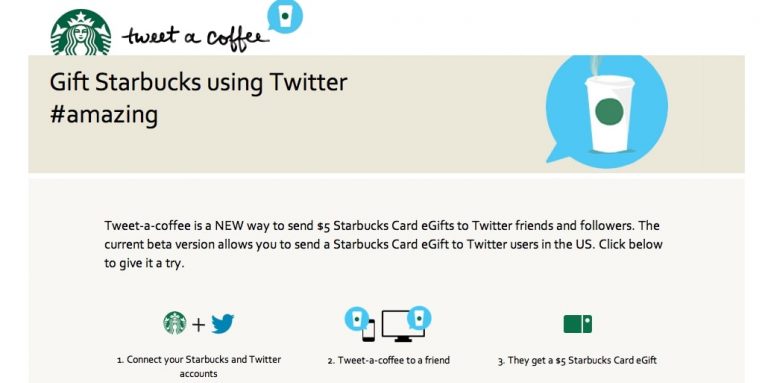 tweet a coffee
Gift Starbucks using Twitter
#amazing
Tweet-a-coffee is a NEW way to send $5 Starbucks Card eGifts to Twitter friends and followers. The
current beta version allows you to send a Starbucks Card eGift to Twitter users in the US. Click below
to give it a try.
+
1. Connect your Starbucks and Twitter
accounts
2. Tweet-a-coffee to a friend
3. They get a $5 Starbucks Card eGift